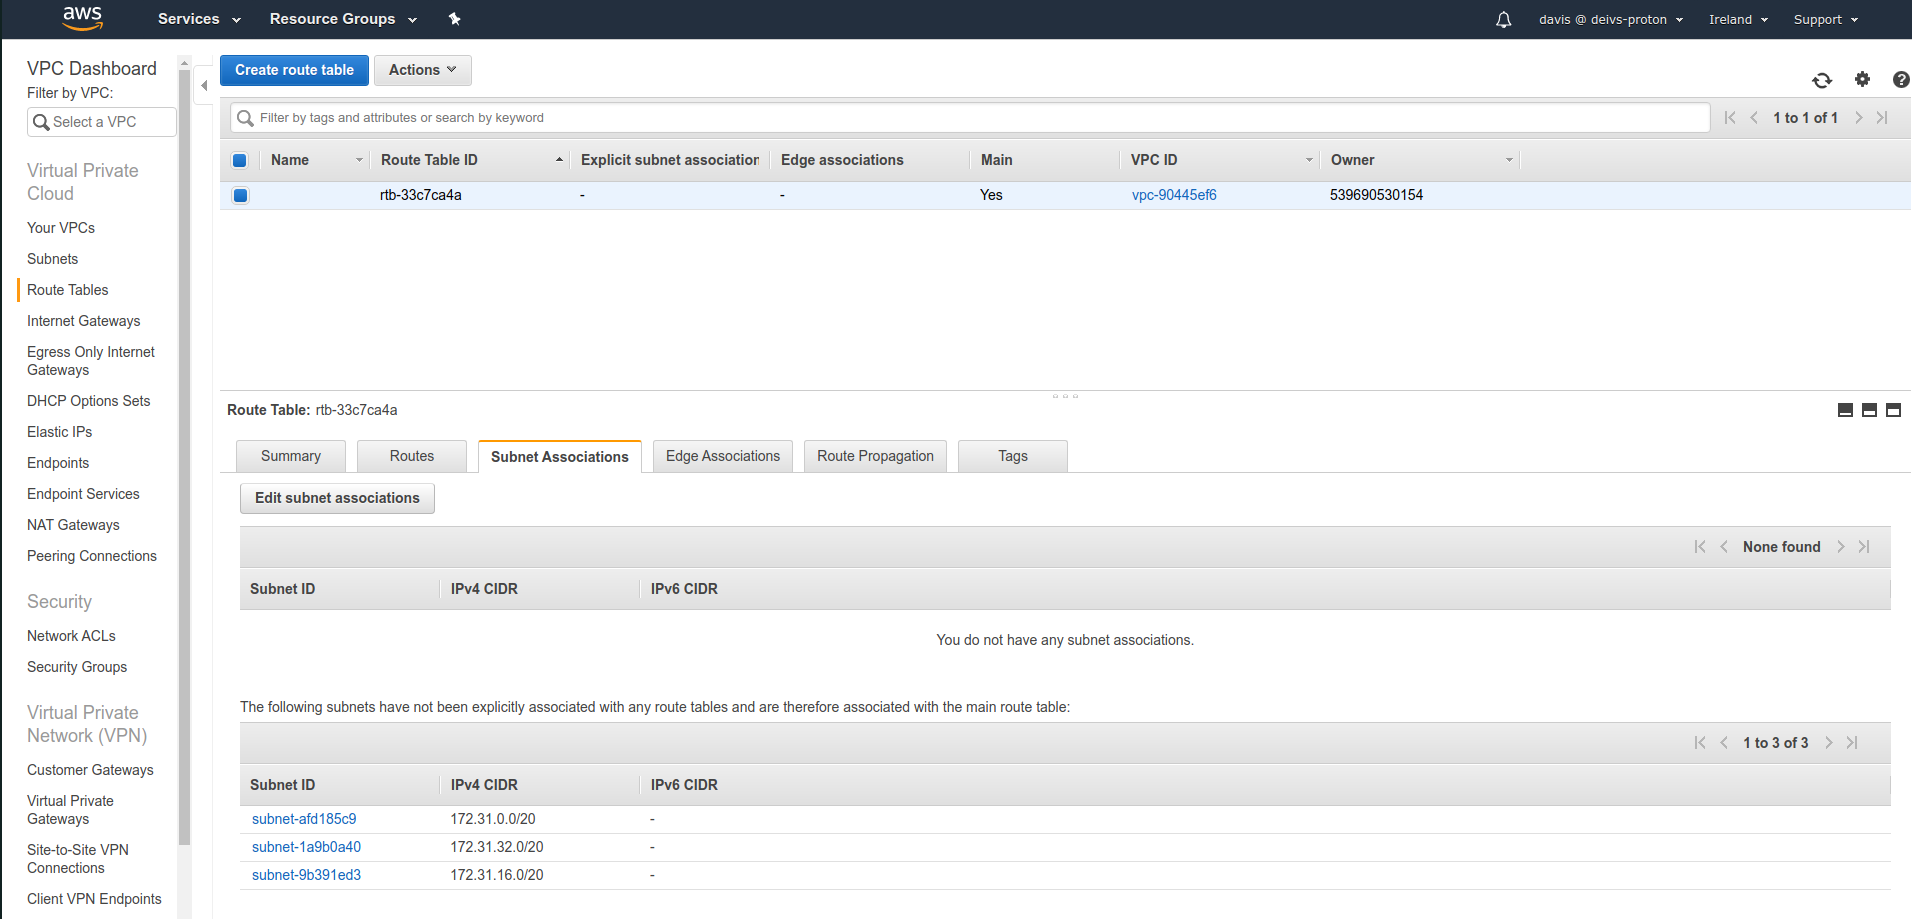 aws Services Resource Groups davis @ deivs-proton Ireland Support
VPC Dashboard
Filter by VPC:
Select a VPC
Virtual Private
Cloud
Your VPCs
Subnets
Route Tables
Internet Gateways
Egress Only Internet
Gateways
DHCP Options Sets
Elastic IPs
Endpoints
Endpoint Services
NAT Gateways
Peering Connections
Security
Network ACLs
Security Groups
Virtual Private
Network (VPN)
Customer Gateways
Virtual Private
Gateways
Site-to-Site VPN
Connections
Client VPN Endpoints
Create route table Actions
Filter by tags and attributes or search by keyword 1 to 1 of 1
Name Route Table ID Explicit subnet association Edge associations Main VPC ID Owner
rtb-33c7ca4a - - Yes vpc-90445ef6 539690530154
Route Table: rtb-33c7ca4a
Summary Routes Subnet Associations Edge Associations Route Propagation Tags
Edit subnet associations
None found
Subnet ID IPv4 CIDR IPv6 CIDR
You do not have any subnet associations.
The following subnets have not been explicitly associated with any route tables and are therefore associated with the main route table:
1 to 3 of 3
Subnet ID IPv4 CIDR IPv6 CIDR
subnet-afd185c9 172.31.0.0/20 -
subnet-1a9b0a40 172.31.32.0/20 -
subnet-9b391ed3 172.31.16.0/20 -